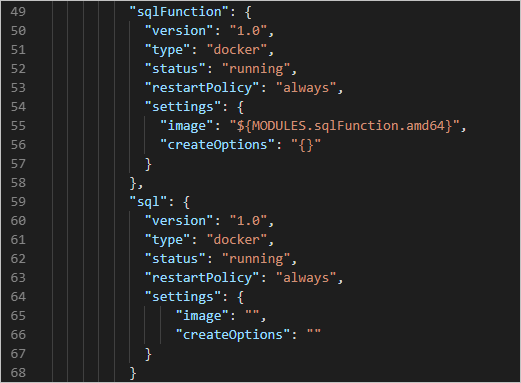 49 "sqlFunction": {
50 "version": "1.0",
51 "type": "docker",
52 "status": "running",
53 "restartPolicy": "always",
54 "settings": {
55 "image": "${MODULES.sqlFunction.amd64}",
56 "createOptions": "{}"
57 }
58 },
59 "sql": {
60 "version": "1.0",
61 "type": "docker",
62 "status": "running",
63 "restartPolicy": "always",
64 "settings": {
65 "image": "",
66 "createOptions": ""
67 }
68 }